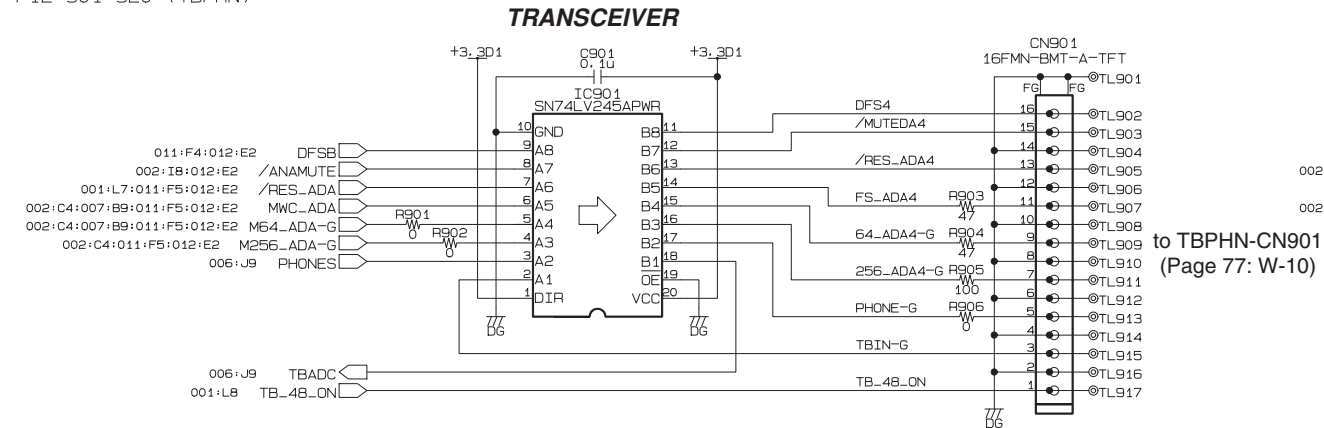 TRANSCEIVER
+3.3D1
C901
0.1u
+3.3D1
CN901
16FMN-BMT-A-TFT
IC901
SN74LV245APWR
FG FG TL901
10 GND B8 11 DFS4 16 TL902
011:F4:012:E2 DFSB 9 A8 B7 12 /MUTEDA4 15 TL903
14 TL904
002:I8:012:E2 /ANAMUTE 8 A7 B6 13 /RES_ADA4 13 TL905 002
001:L7:011:F5:012:E2 /RES_ADA 7 A6 B5 14 12 TL906
002:C4:007:B9:011:F5:012:E2 MWC_ADA 6 A5 B4 15 FS_ADA4 R903 47 11 TL907 002
002:C4:007:B9:011:F5:012:E2 M64_ADA-G R901 0 5 A4 B3 16 10 TL908
002:C4:011:F5:012:E2 M256_ADA-G R902 0 4 A3 B2 17 64_ADA4-G R904 47 9 TL909 to TBPHN-CN901
006:J9 PHONES 3 A2 B1 18 8 TL910 (Page 77: W-10)
2 A1 OE 19 256_ADA4-G R905 100 7 TL911
1 DIR VCC 20 6 TL912
PHONE-G R906 0 5 TL913
DG DG 4 TL914
TBIN-G 3 TL915
006:J9 TBADC 2 TL916
001:L8 TB_48_ON TB_48_ON 1 TL917
DG